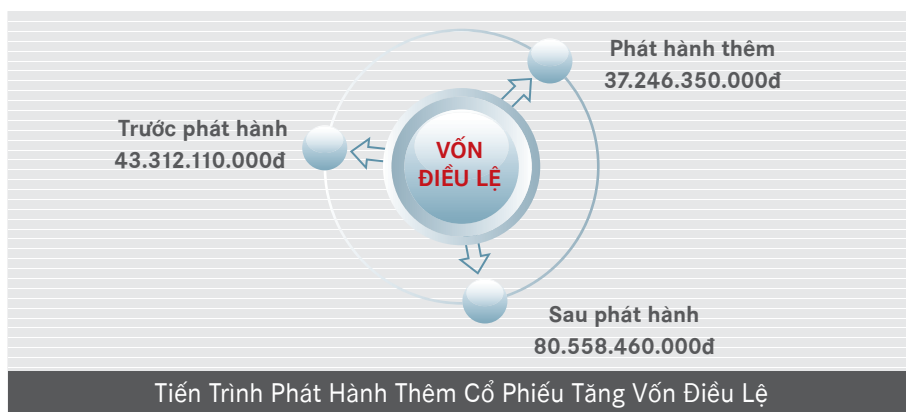 Phát hành thêm
37.246.350.000đ
Trước phát hành
43.312.110.000đ
VỐN
ĐIỀU LỆ
Sau phát hành
80.558.460.000đ
Tiến Trình Phát Hành Thêm Cổ Phiếu Tăng Vốn Điều Lệ